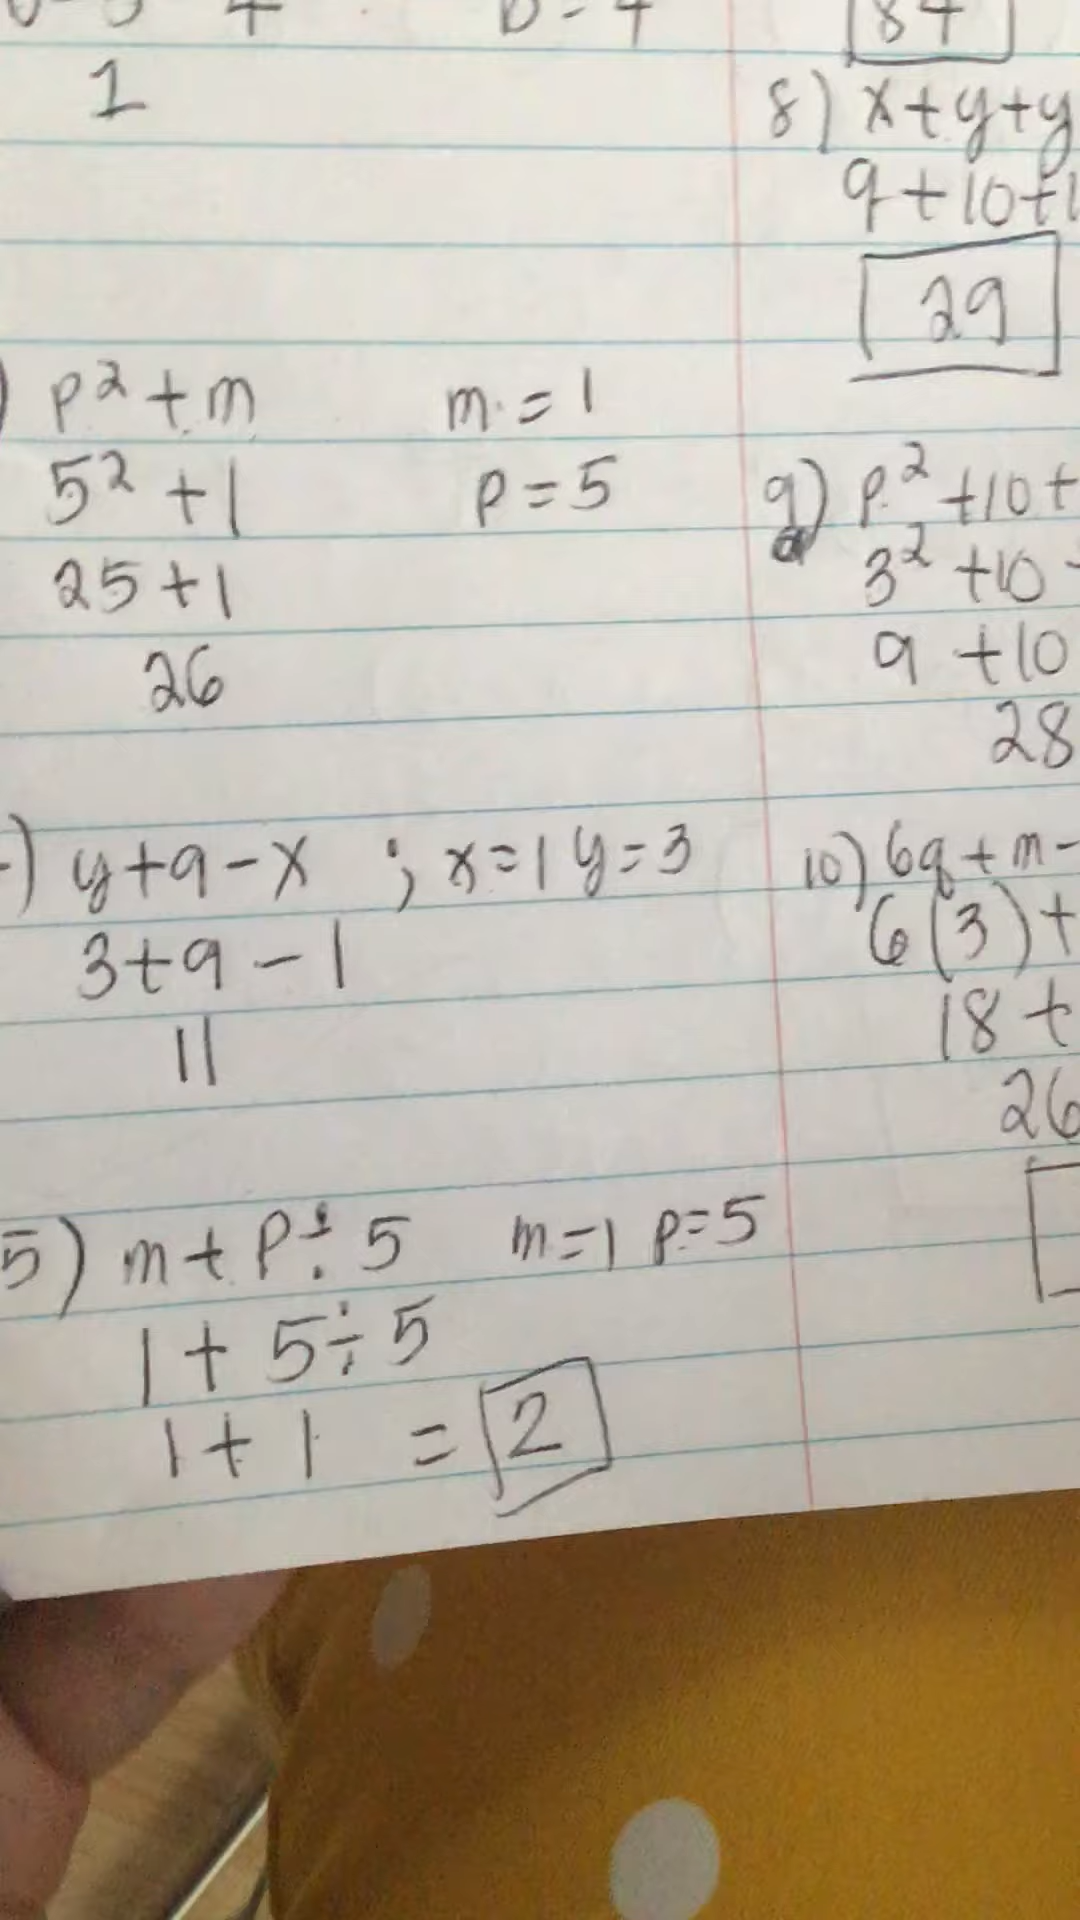 1
p² + m     m = 1
5² + 1     p = 5
25 + 1
26
) y + 9 - x ; x=1 y=3
3 + 9 - 1
11
5) m + p ÷ 5     m=1 p=5
1 + 5 ÷ 5
1 + 1 = 2
84
8) x + y + y
9 + 10 + 1
29
9) p² + 10 +
3² + 10
9 + 10
28
10) 6q + m -
6(3) +
18 +
26